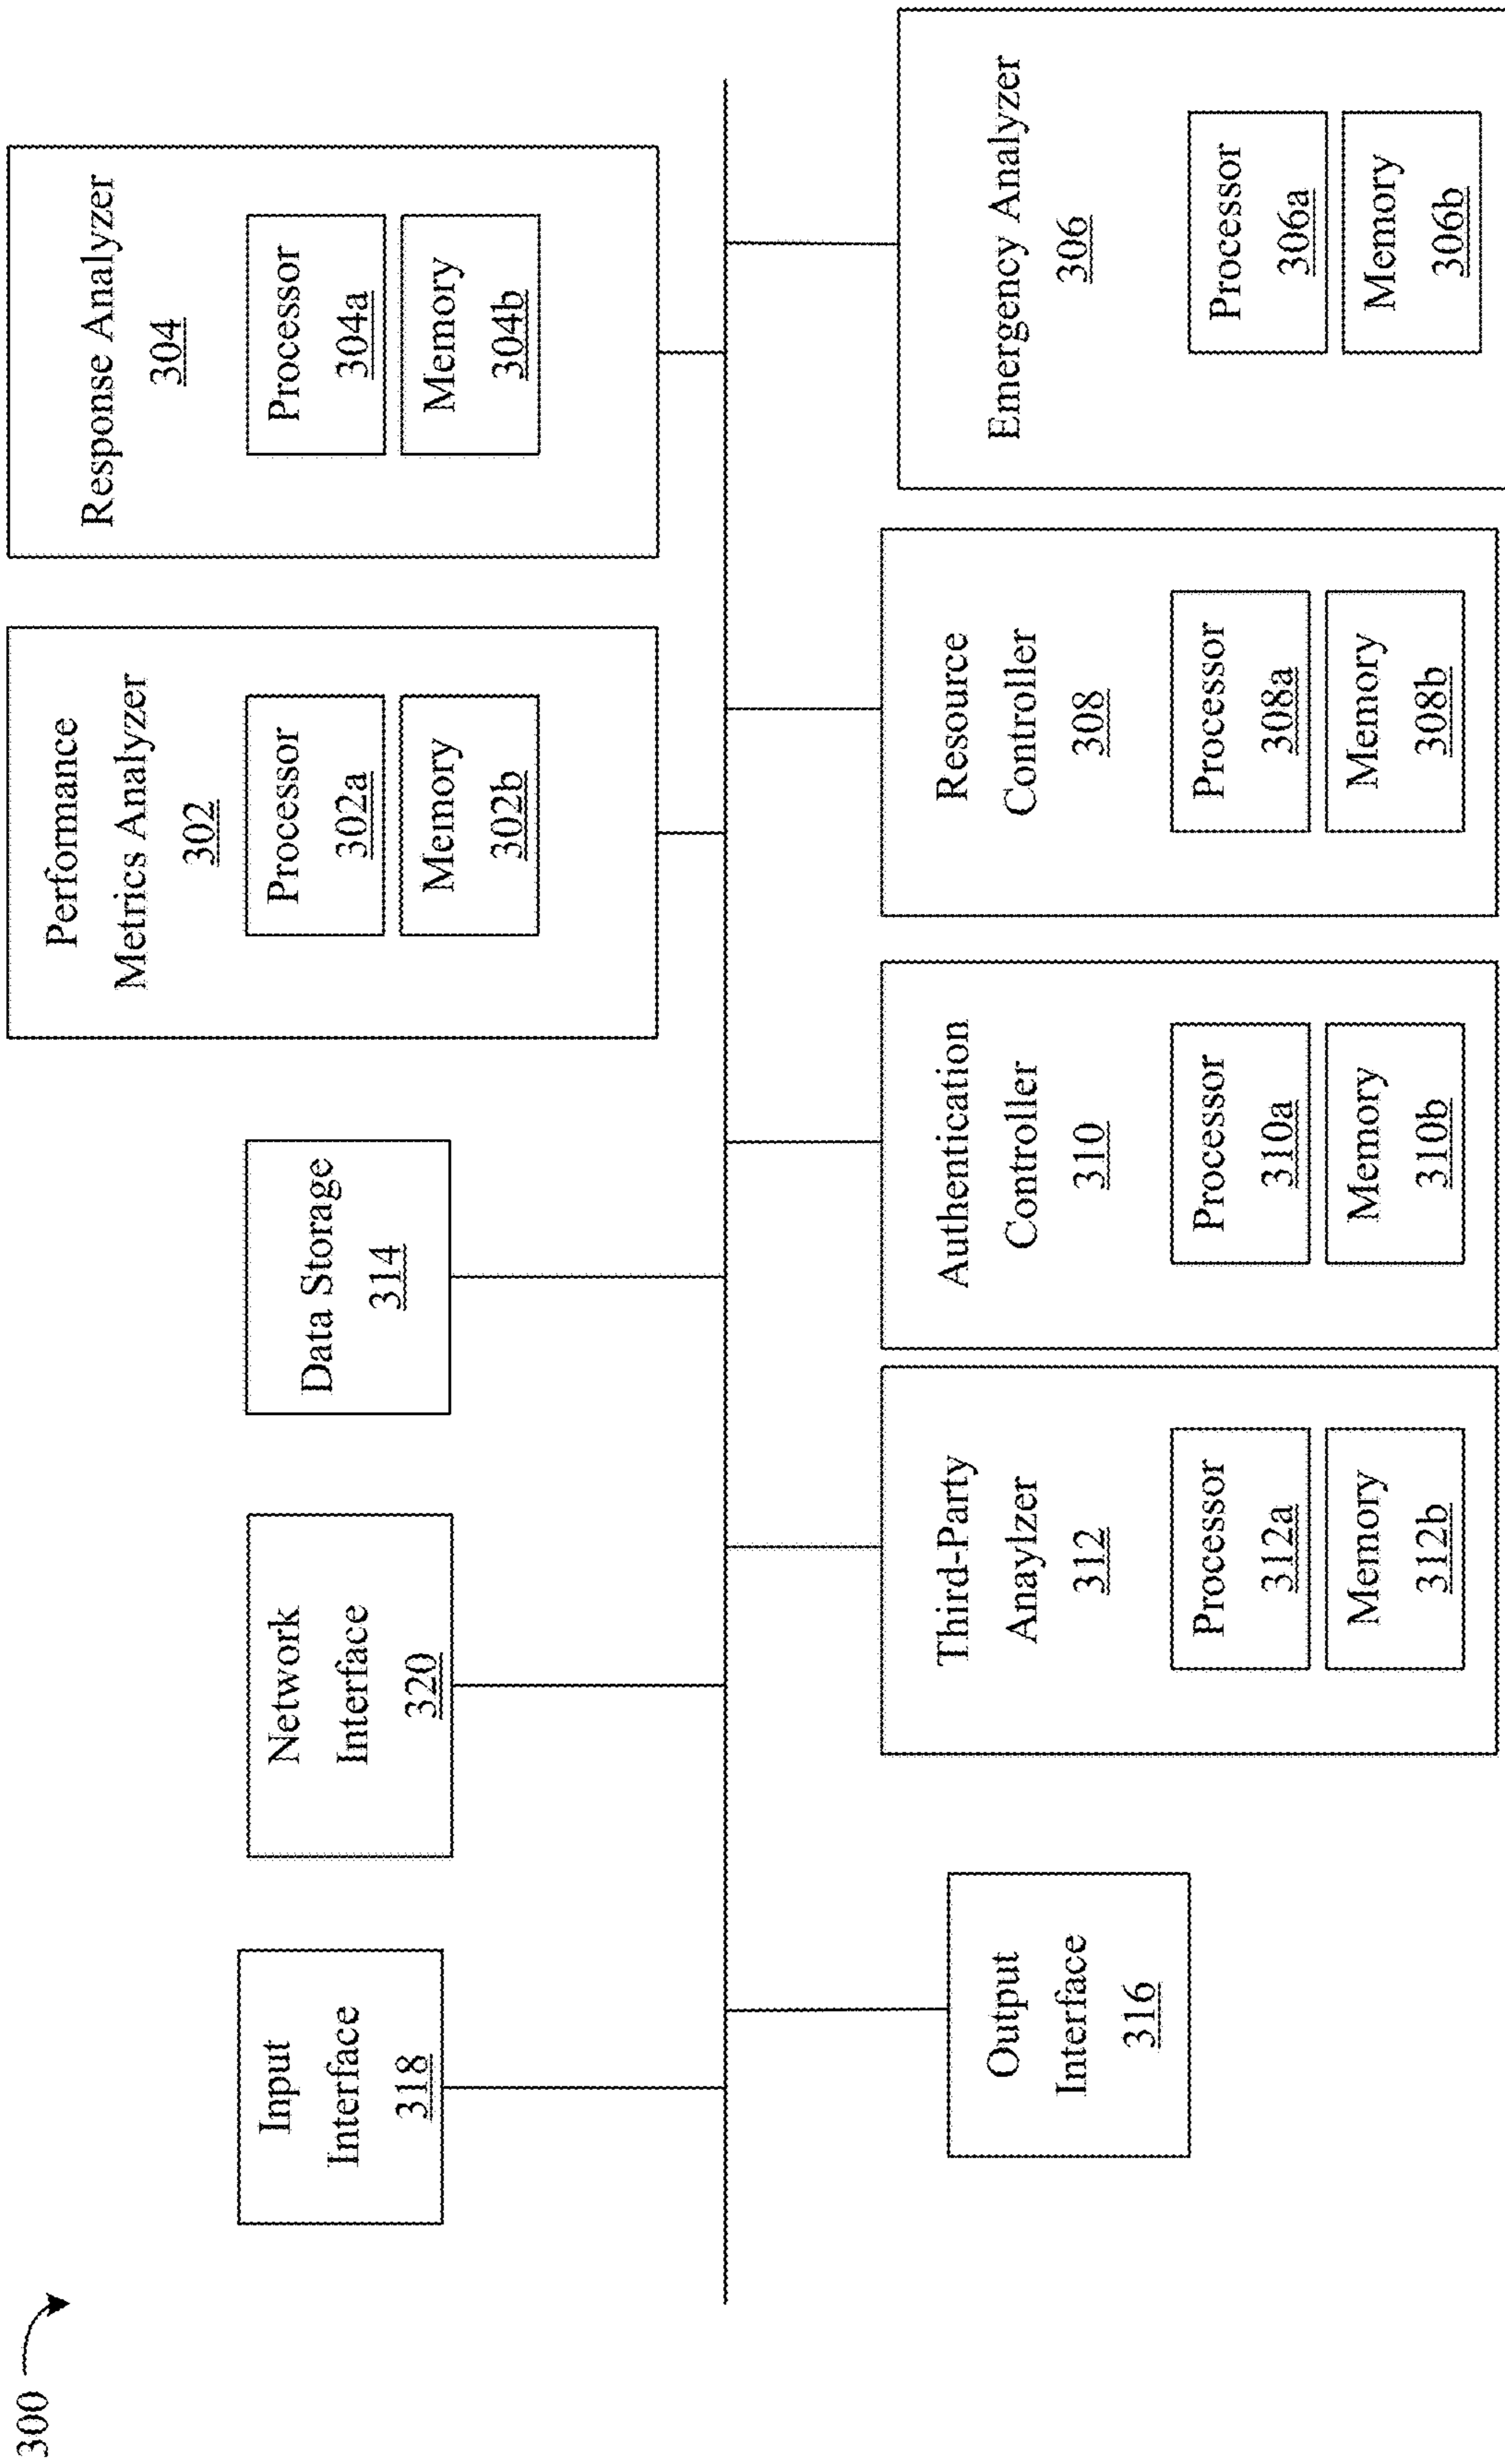 300
Input
Interface
318
Network
Interface
320
Data Storage
314
Performance
Metrics Analyzer
302
Processor
302a
Memory
302b
Response Analyzer
304
Processor
304a
Memory
304b
Output
Interface
316
Third-Party
Anaylzer
312
Processor
312a
Memory
312b
Authentication
Controller
310
Processor
310a
Memory
310b
Resource
Controller
308
Processor
308a
Memory
308b
Emergency Analyzer
306
Processor
306a
Memory
306b